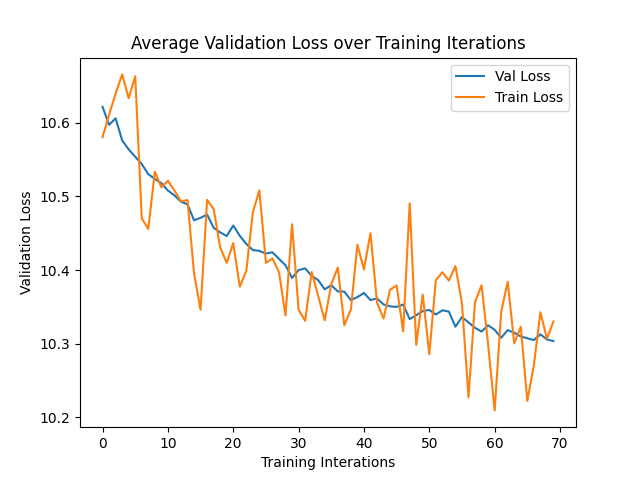 Average Validation Loss over Training Iterations
Val Loss
Train Loss
Validation Loss
10.6
10.5
10.4
10.3
10.2
0 10 20 30 40 50 60 70
Training Interations